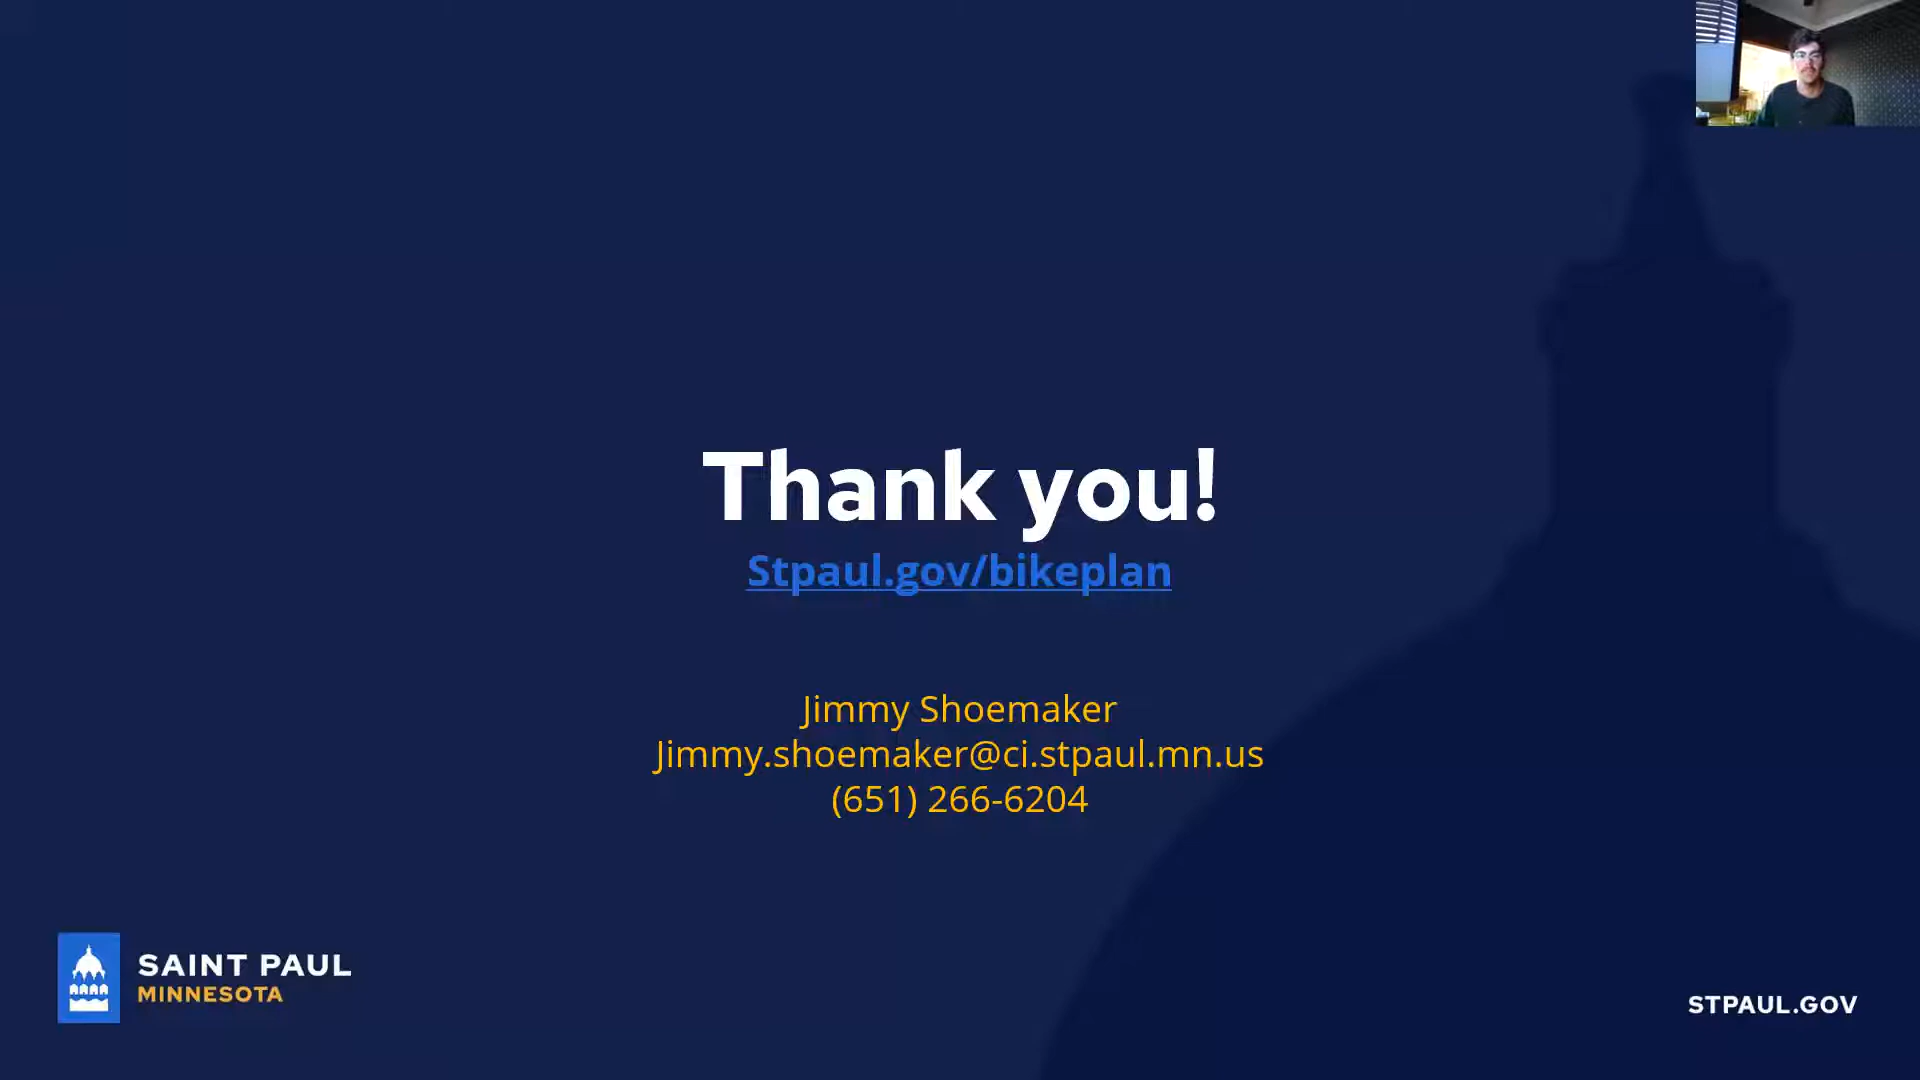 Thank you!
Stpaul.gov/bikeplan
Jimmy Shoemaker
Jimmy.shoemaker@ci.stpaul.mn.us
(651) 266-6204
SAINT PAUL
MINNESOTA
STPAUL.GOV